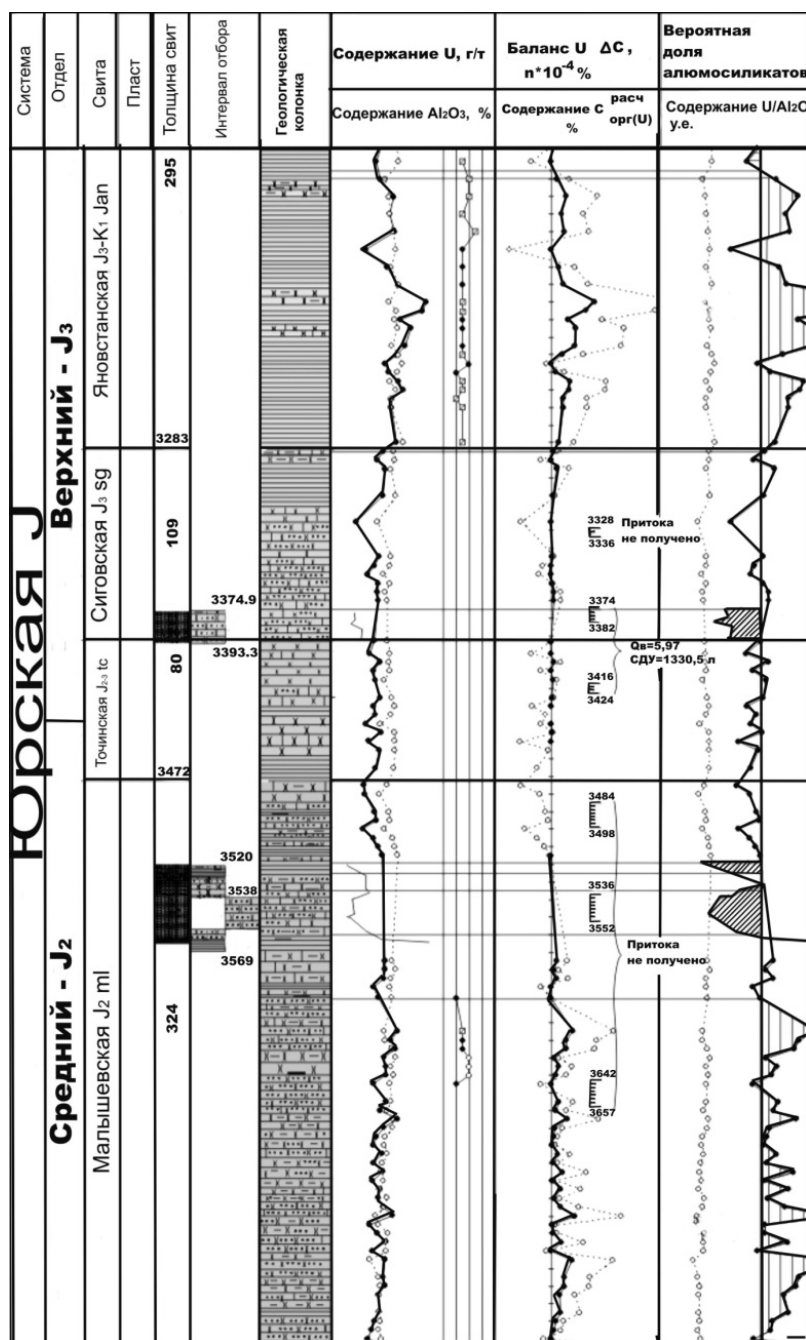 Система
Отдел
Свита
Пласт
Толщина свит
Интервал отбора
Геологическая
колонка
Содержание U, г/т
Содержание Al2O3, %
Баланс U ΔC,
n*10-4 %
Содержание C расч
орг(U)
%
Вероятная
доля
алюмосиликатов
Содержание U/Al2O
у.е.
Юрская J
Верхний - J3
Средний - J2
Яновстанская J3-K1 Jan
Сиговская J3 sg
Точинская J2-3 tc
Малышевская J2 ml
295
3283
109
80
3472
324
3374.9
3393.3
3520
3538
3569
3328
3336
Притока
не получено
3374
3382
Qв=5,97
СДУ=1330,5 л
3416
3424
3484
3498
3536
3552
Притока
не получено
3642
3657